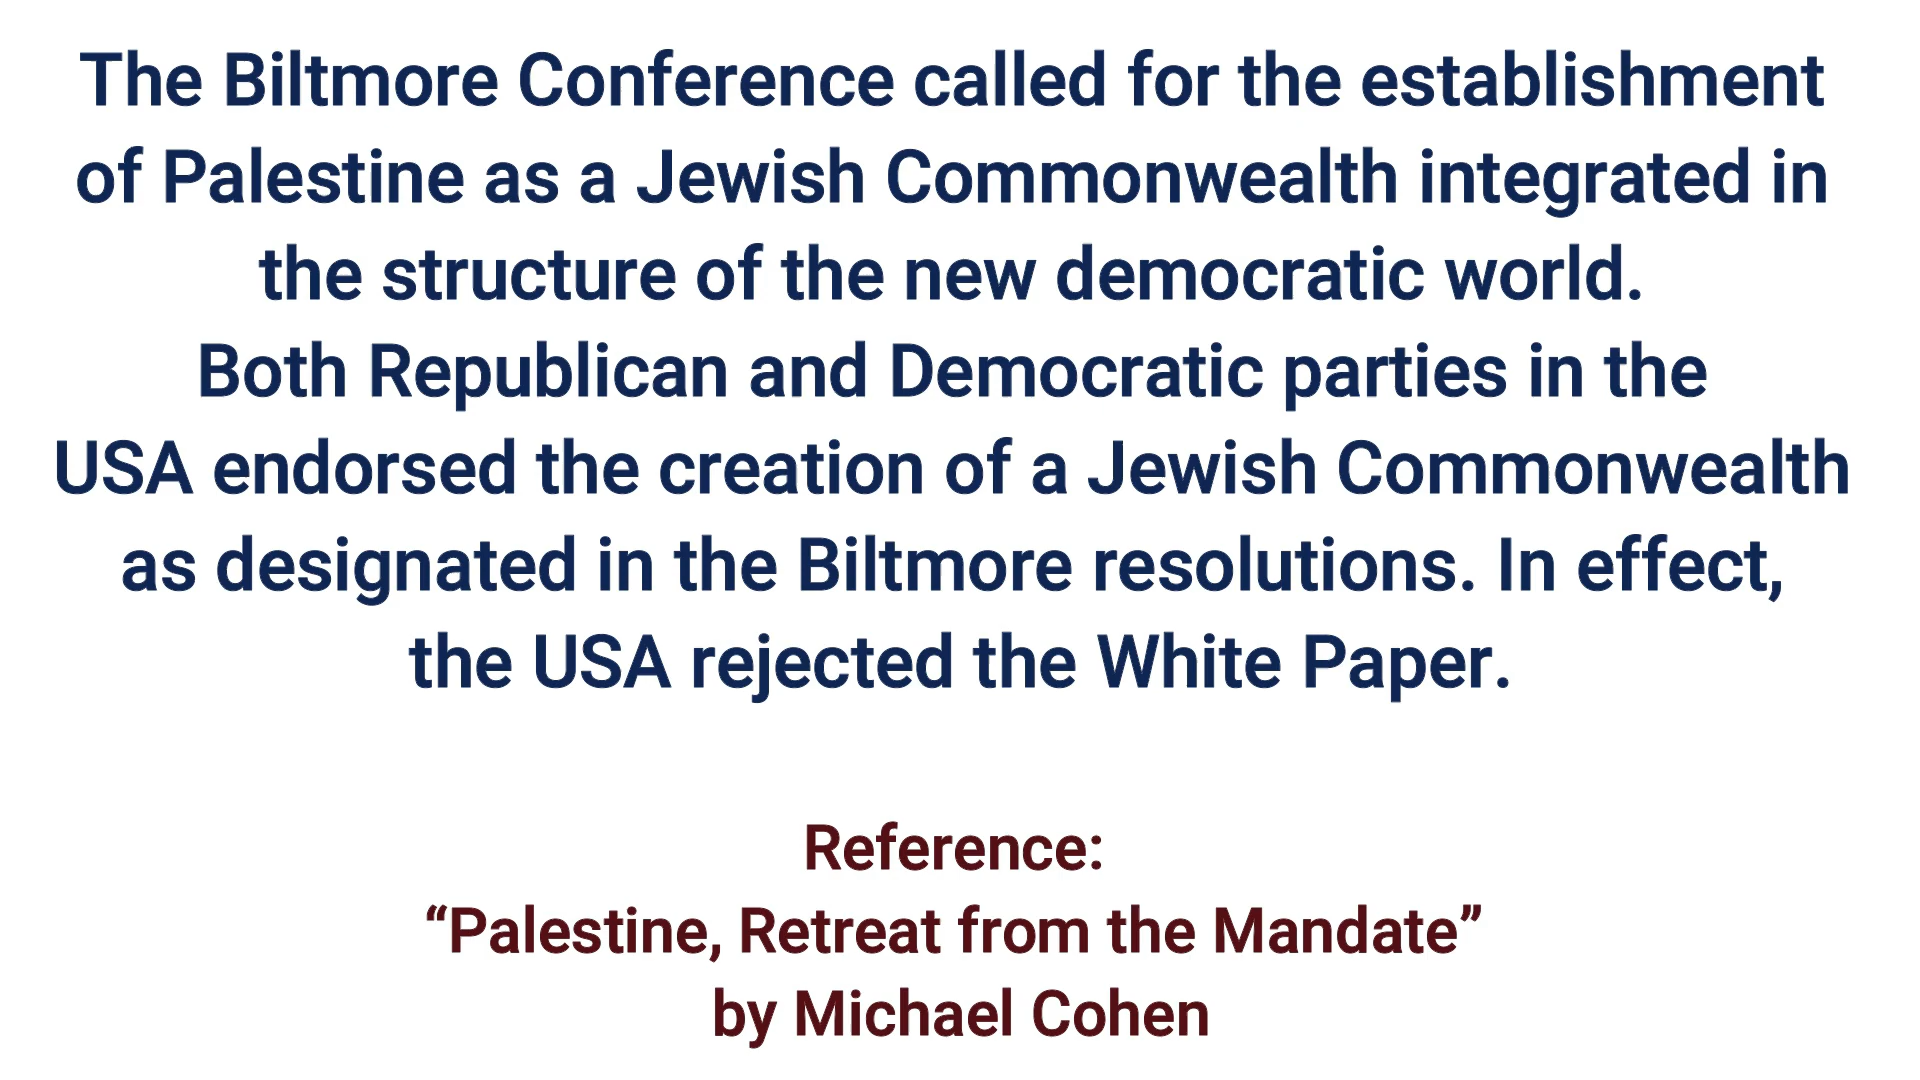 The Biltmore Conference called for the establishment
of Palestine as a Jewish Commonwealth integrated in
the structure of the new democratic world.
Both Republican and Democratic parties in the
USA endorsed the creation of a Jewish Commonwealth
as designated in the Biltmore resolutions. In effect,
the USA rejected the White Paper.
Reference:
“Palestine, Retreat from the Mandate”
by Michael Cohen